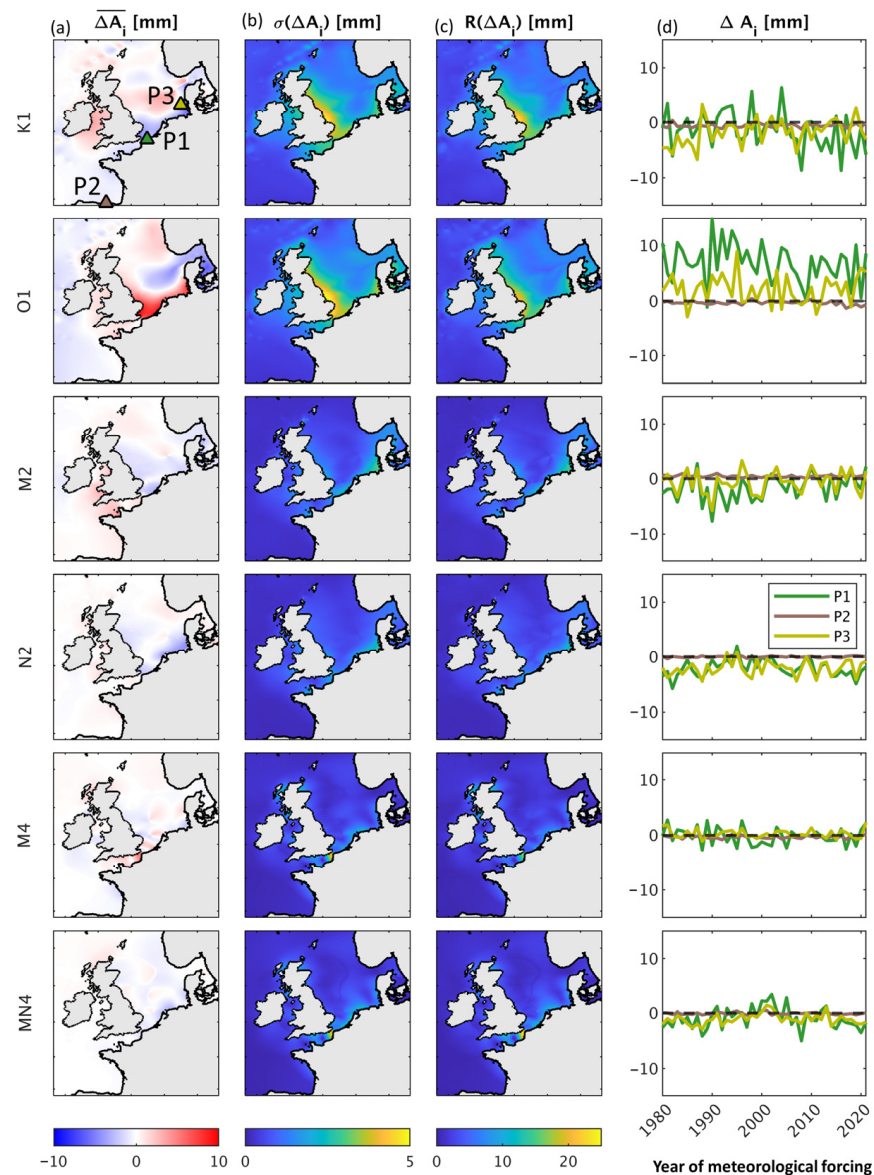 (a) ΔA̅ᵢ [mm] (b) σ(ΔAᵢ) [mm] (c) R(ΔAᵢ) [mm] (d) Δ Aᵢ [mm]
K1
P3
P1
P2
10
0
−10
O1
10
0
−10
M2
10
0
−10
N2
10
0
−10
P1
P2
P3
M4
10
0
−10
MN4
10
0
−10
1980 1990 2000 2010 2020
−10 0 10 0 5 0 20
Year of meteorological forcing